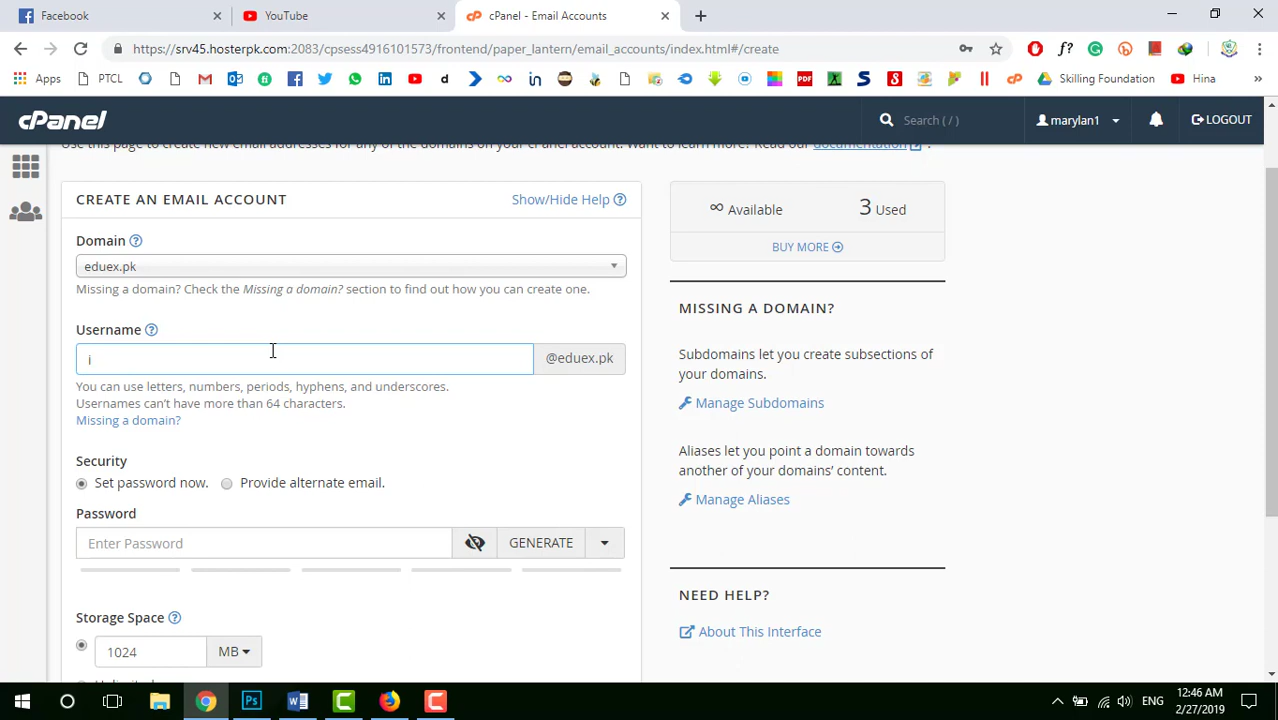 Facebook
YouTube
cPanel - Email Accounts
https://srv45.hosterpk.com:2083/cpsess4916101573/frontend/paper_lantern/email_accounts/index.html#/create
Apps
PTCL
Skilling Foundation
Hina
cPanel
Search ( / )
marylan1
LOGOUT
Use this page to create new email addresses for any of the domains on your cPanel account. Want to learn more? Read our documentation .
CREATE AN EMAIL ACCOUNT
Show/Hide Help
∞ Available
3 Used
BUY MORE
Domain
eduex.pk
Missing a domain? Check the Missing a domain? section to find out how you can create one.
Username
i
@eduex.pk
You can use letters, numbers, periods, hyphens, and underscores.
Usernames can't have more than 64 characters.
Missing a domain?
Security
Set password now.
Provide alternate email.
Password
Enter Password
GENERATE
Storage Space
1024
MB
Unlimited
MISSING A DOMAIN?
Subdomains let you create subsections of
your domains.
Manage Subdomains
Aliases let you point a domain towards
another of your domains' content.
Manage Aliases
NEED HELP?
About This Interface
ENG
12:46 AM
2/27/2019